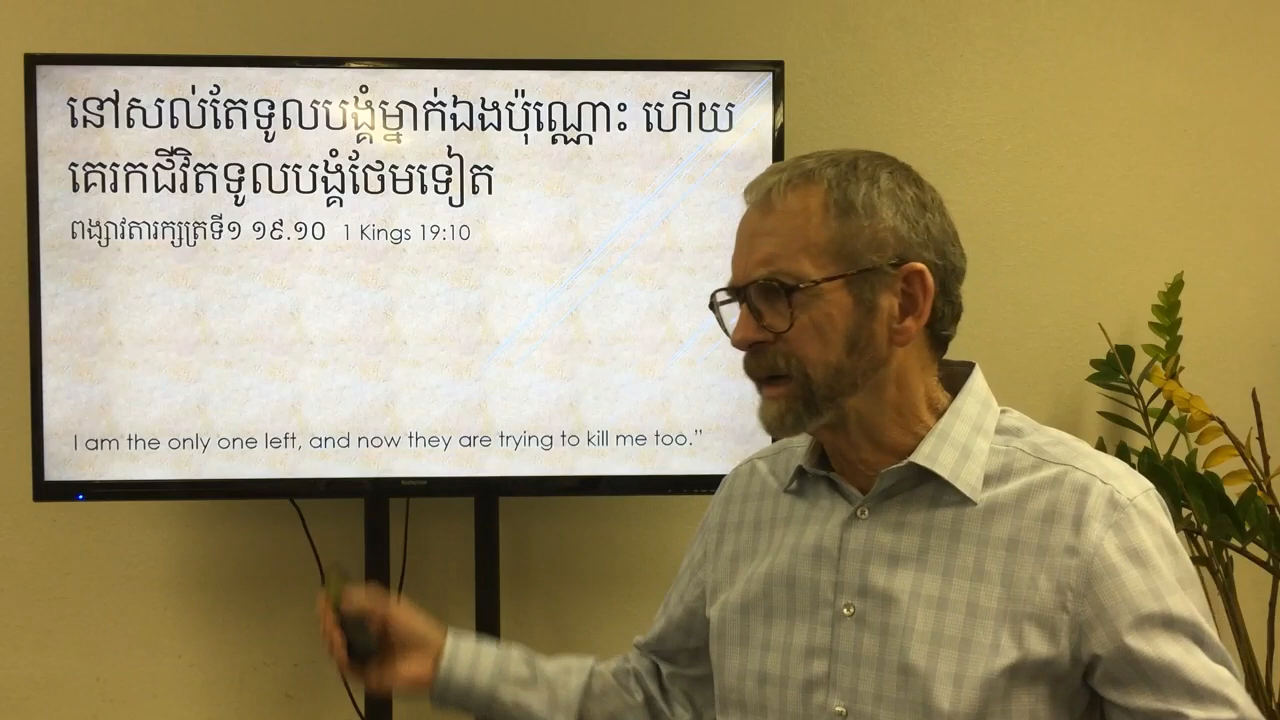 នៅសល់តែទូលបង្គំម្នាក់ឯងប៉ុណ្ណោះ ហើយ
គេរកជីវិតទូលបង្គំថែមទៀត
ពង្សាវតារក្សត្រទី១ ១៩.១០ 1 Kings 19:10
I am the only one left, and now they are trying to kill me too.”